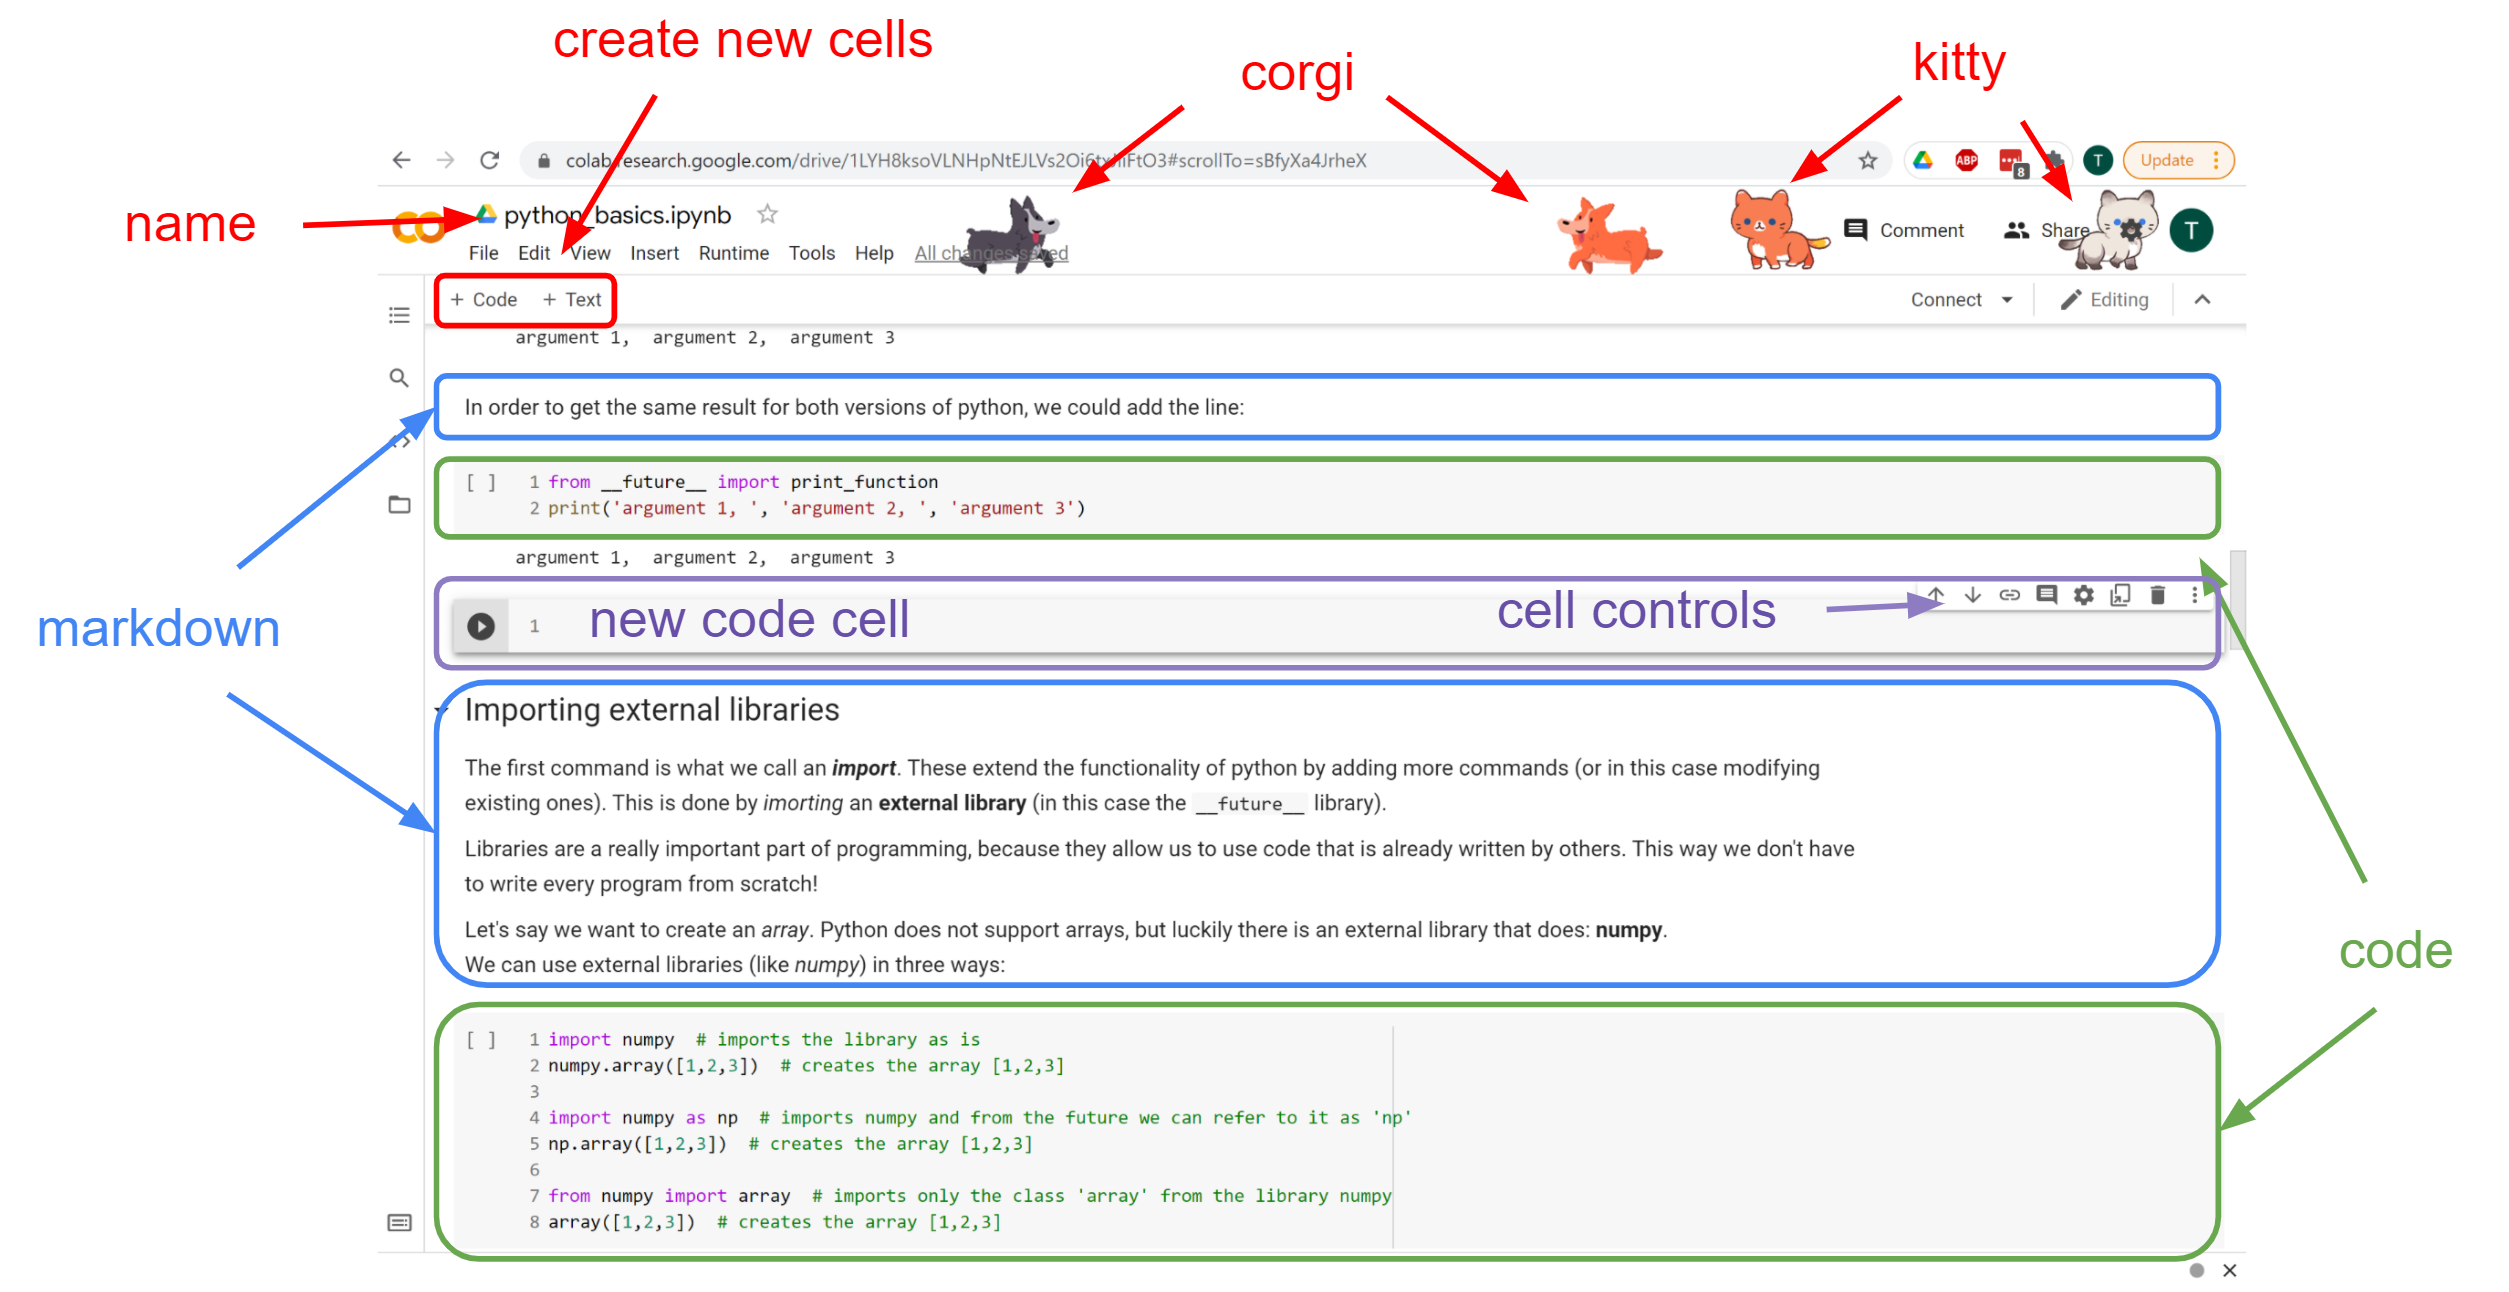 create new cells
corgi
kitty
colab.research.google.com/drive/1LYH8ksoVLNHpNtEJLVs2Oi6txJiFtO3#scrollTo=sBfyXa4JrheX
ABP
8
T
Update
name
python_basics.ipynb
File Edit View Insert Runtime Tools Help All changes saved
Comment
Share
T
+ Code + Text
Connect
Editing
argument 1, argument 2, argument 3
In order to get the same result for both versions of python, we could add the line:
[ ] 1 from __future__ import print_function
2 print('argument 1, ', 'argument 2, ', 'argument 3')
argument 1, argument 2, argument 3
markdown
1 new code cell
cell controls
Importing external libraries
The first command is what we call an import. These extend the functionality of python by adding more commands (or in this case modifying
existing ones). This is done by imorting an external library (in this case the __future__ library).
Libraries are a really important part of programming, because they allow us to use code that is already written by others. This way we don't have
to write every program from scratch!
Let's say we want to create an array. Python does not support arrays, but luckily there is an external library that does: numpy.
We can use external libraries (like numpy) in three ways:
code
[ ] 1 import numpy # imports the library as is
2 numpy.array([1,2,3]) # creates the array [1,2,3]
3
4 import numpy as np # imports numpy and from the future we can refer to it as 'np'
5 np.array([1,2,3]) # creates the array [1,2,3]
6
7 from numpy import array # imports only the class 'array' from the library numpy
8 array([1,2,3]) # creates the array [1,2,3]